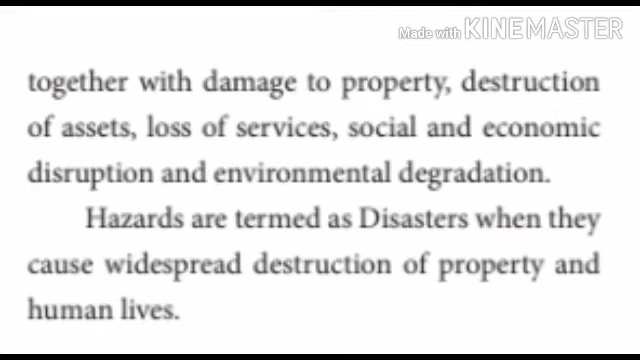 Made with KINEMASTER
together with damage to property, destruction
of assets, loss of services, social and economic
disruption and environmental degradation.
Hazards are termed as Disasters when they
cause widespread destruction of property and
human lives.